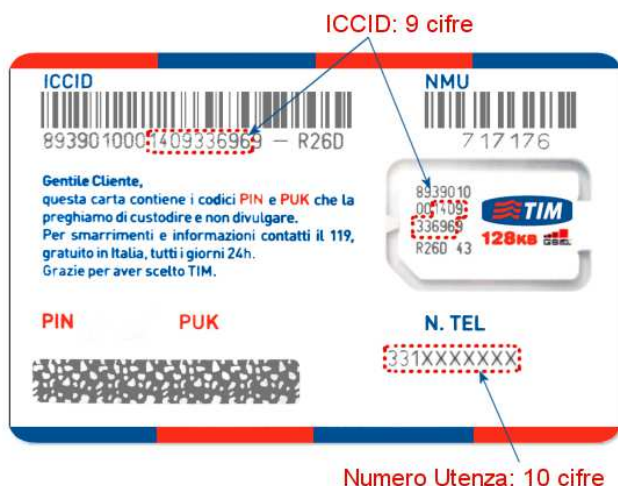 ICCID: 9 cifre
ICCID
NMU
8939010001409336969 – R26D
717176
Gentile Cliente,
questa carta contiene i codici PIN e PUK che la
preghiamo di custodire e non divulgare.
Per smarrimenti e informazioni contatti il 119,
gratuito in Italia, tutti i giorni 24h.
Grazie per aver scelto TIM.
8939010
001409
336969
R26D 43
TIM
128KB GSM
PIN
PUK
N. TEL
331XXXXXXX
Numero Utenza: 10 cifre